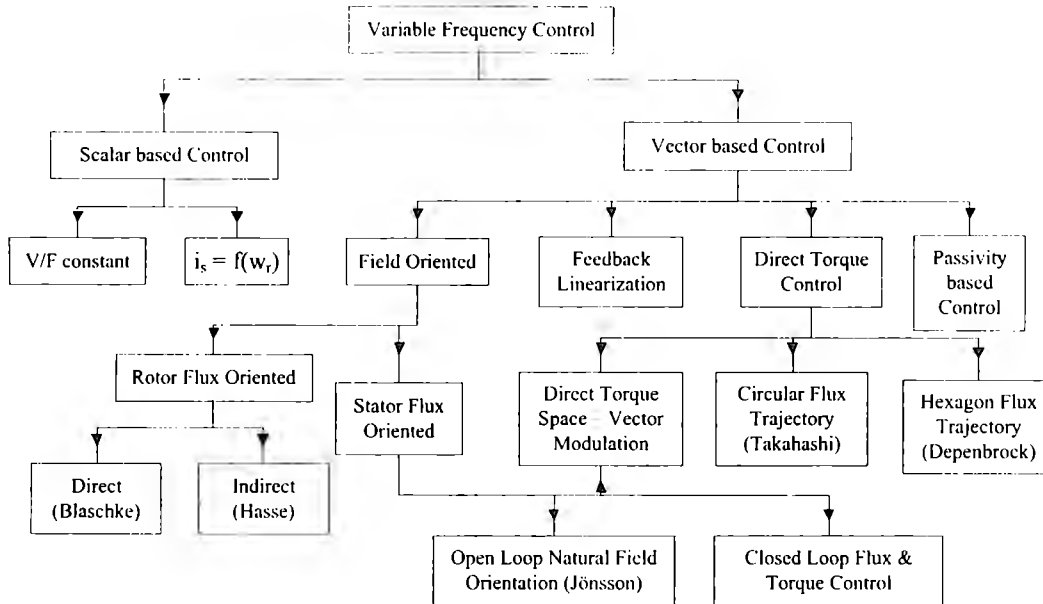 Variable Frequency Control
Scalar based Control
Vector based Control
V/F constant
i_s = f(w_r)
Field Oriented
Feedback
Linearization
Direct Torque
Control
Passivity
based
Control
Rotor Flux Oriented
Stator Flux
Oriented
Direct Torque
Space Vector
Modulation
Circular Flux
Trajectory
(Takahashi)
Hexagon Flux
Trajectory
(Depenbrock)
Direct
(Blaschke)
Indirect
(Hasse)
Open Loop Natural Field
Orientation (Jönsson)
Closed Loop Flux &
Torque Control